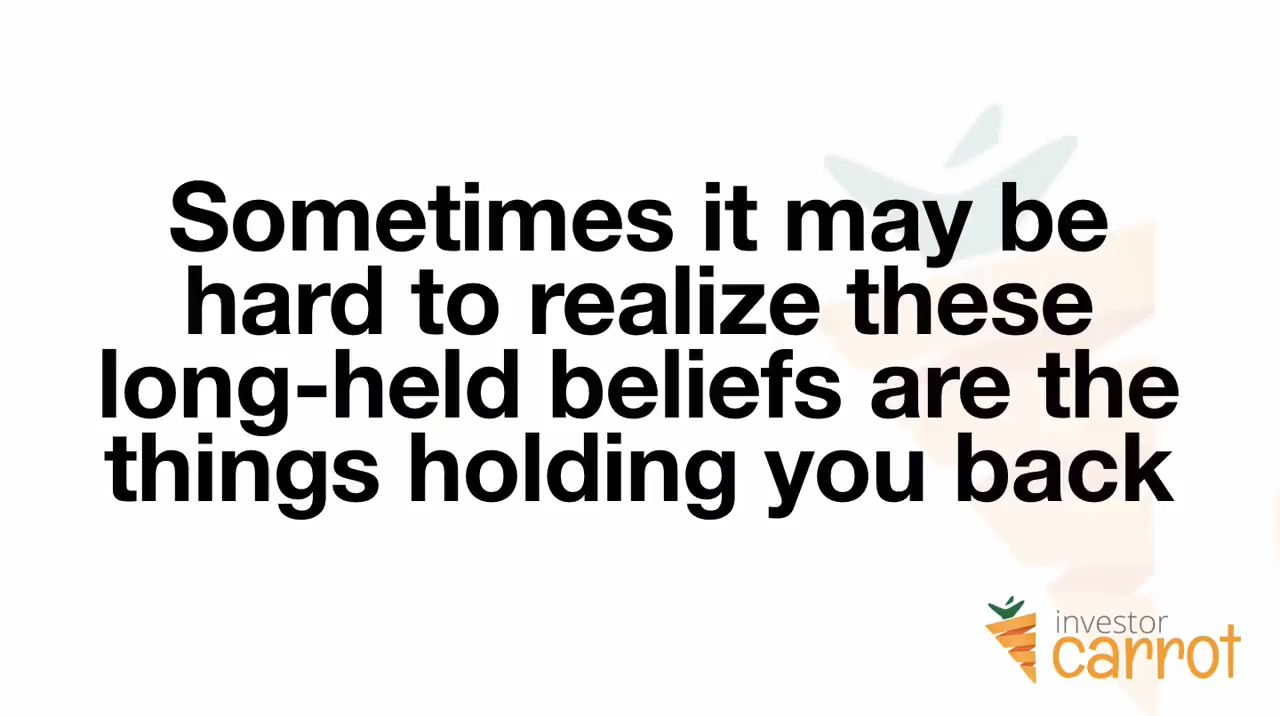 Sometimes it may be
hard to realize these
long-held beliefs are the
things holding you back
investor
carrot